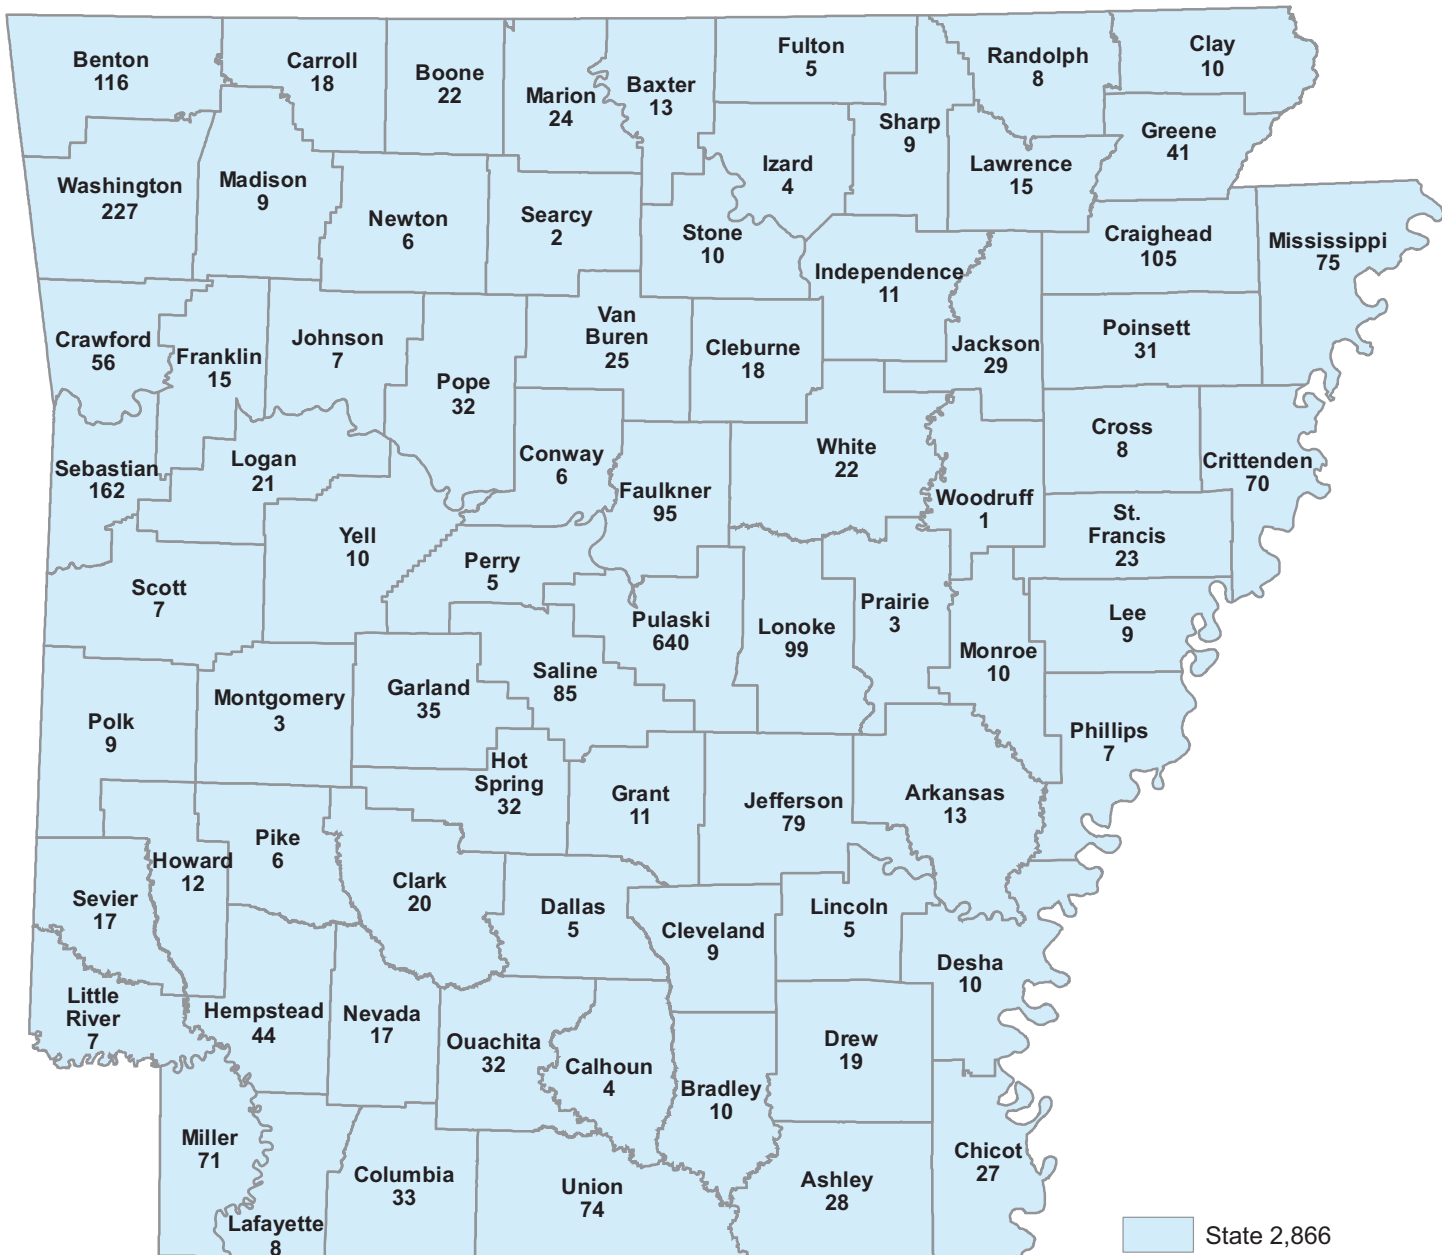 Benton
116
Carroll
18
Boone
22
Marion
24
Baxter
13
Fulton
5
Randolph
8
Clay
10
Sharp
9
Greene
41
Izard
4
Lawrence
15
Washington
227
Madison
9
Newton
6
Searcy
2
Stone
10
Independence
11
Craighead
105
Mississippi
75
Crawford
56
Franklin
15
Johnson
7
Pope
32
Van
Buren
25
Cleburne
18
Jackson
29
Poinsett
31
Sebastian
162
Logan
21
Conway
6
Faulkner
95
White
22
Woodruff
1
Cross
8
Crittenden
70
St.
Francis
23
Yell
10
Perry
5
Scott
7
Pulaski
640
Lonoke
99
Prairie
3
Monroe
10
Lee
9
Polk
9
Montgomery
3
Garland
35
Saline
85
Phillips
7
Hot
Spring
32
Grant
11
Jefferson
79
Arkansas
13
Pike
6
Howard
12
Sevier
17
Clark
20
Dallas
5
Cleveland
9
Lincoln
5
Desha
10
Little
River
7
Hempstead
44
Nevada
17
Ouachita
32
Calhoun
4
Bradley
10
Drew
19
Miller
71
Lafayette
8
Columbia
33
Union
74
Ashley
28
Chicot
27
State 2,866